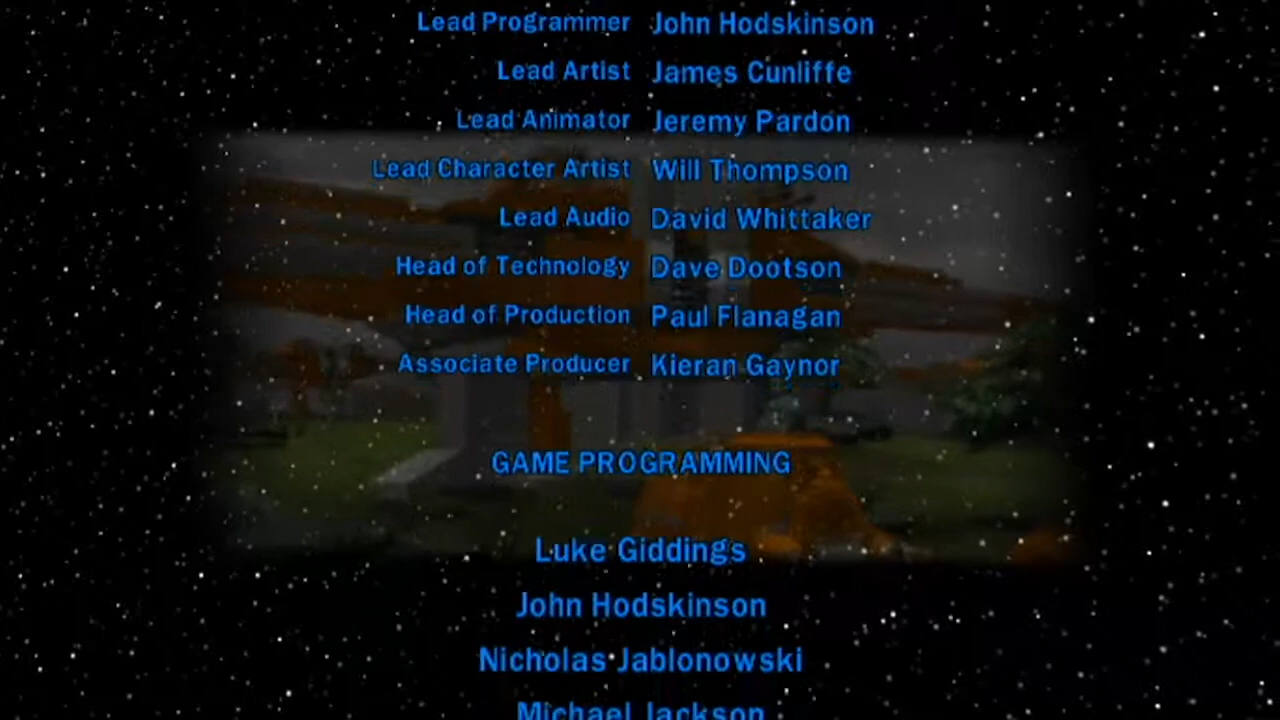 Lead Programmer John Hodskinson
Lead Artist James Cunliffe
Lead Animator Jeremy Pardon
Lead Character Artist Will Thompson
Lead Audio David Whittaker
Head of Technology Dave Dootson
Head of Production Paul Flanagan
Associate Producer Kieran Gaynor
GAME PROGRAMMING
Luke Giddings
John Hodskinson
Nicholas Jablonowski
Michael Jackson